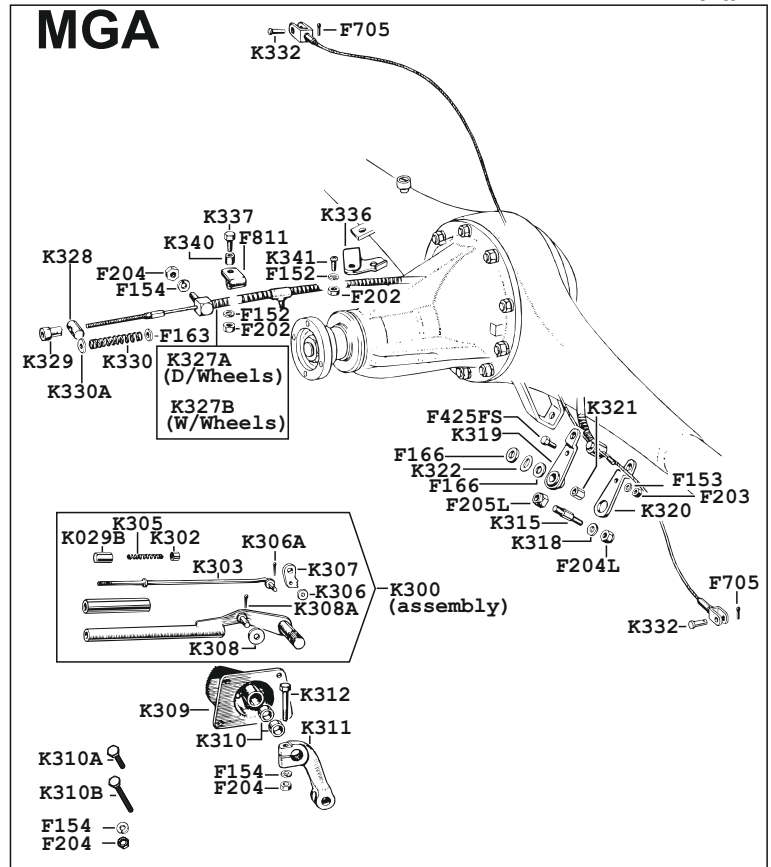 MGA
F705
K332
K337
K336
K340
F811
K328
K341
F204
F152
F154
F202
F152
F202
F163
K329
K330
K330A
K327A
(D/Wheels)
K327B
(W/Wheels)
K321
F425FS
K319
F166
K322
F166
F153
F203
F205L
K320
K315
K318
F204L
K305
K306A
K029B
K302
K303
K307
K306
K308A
K308
K300
(assembly)
F705
K332
K312
K309
K311
K310
K310A
F154
F204
K310B
F154
F204